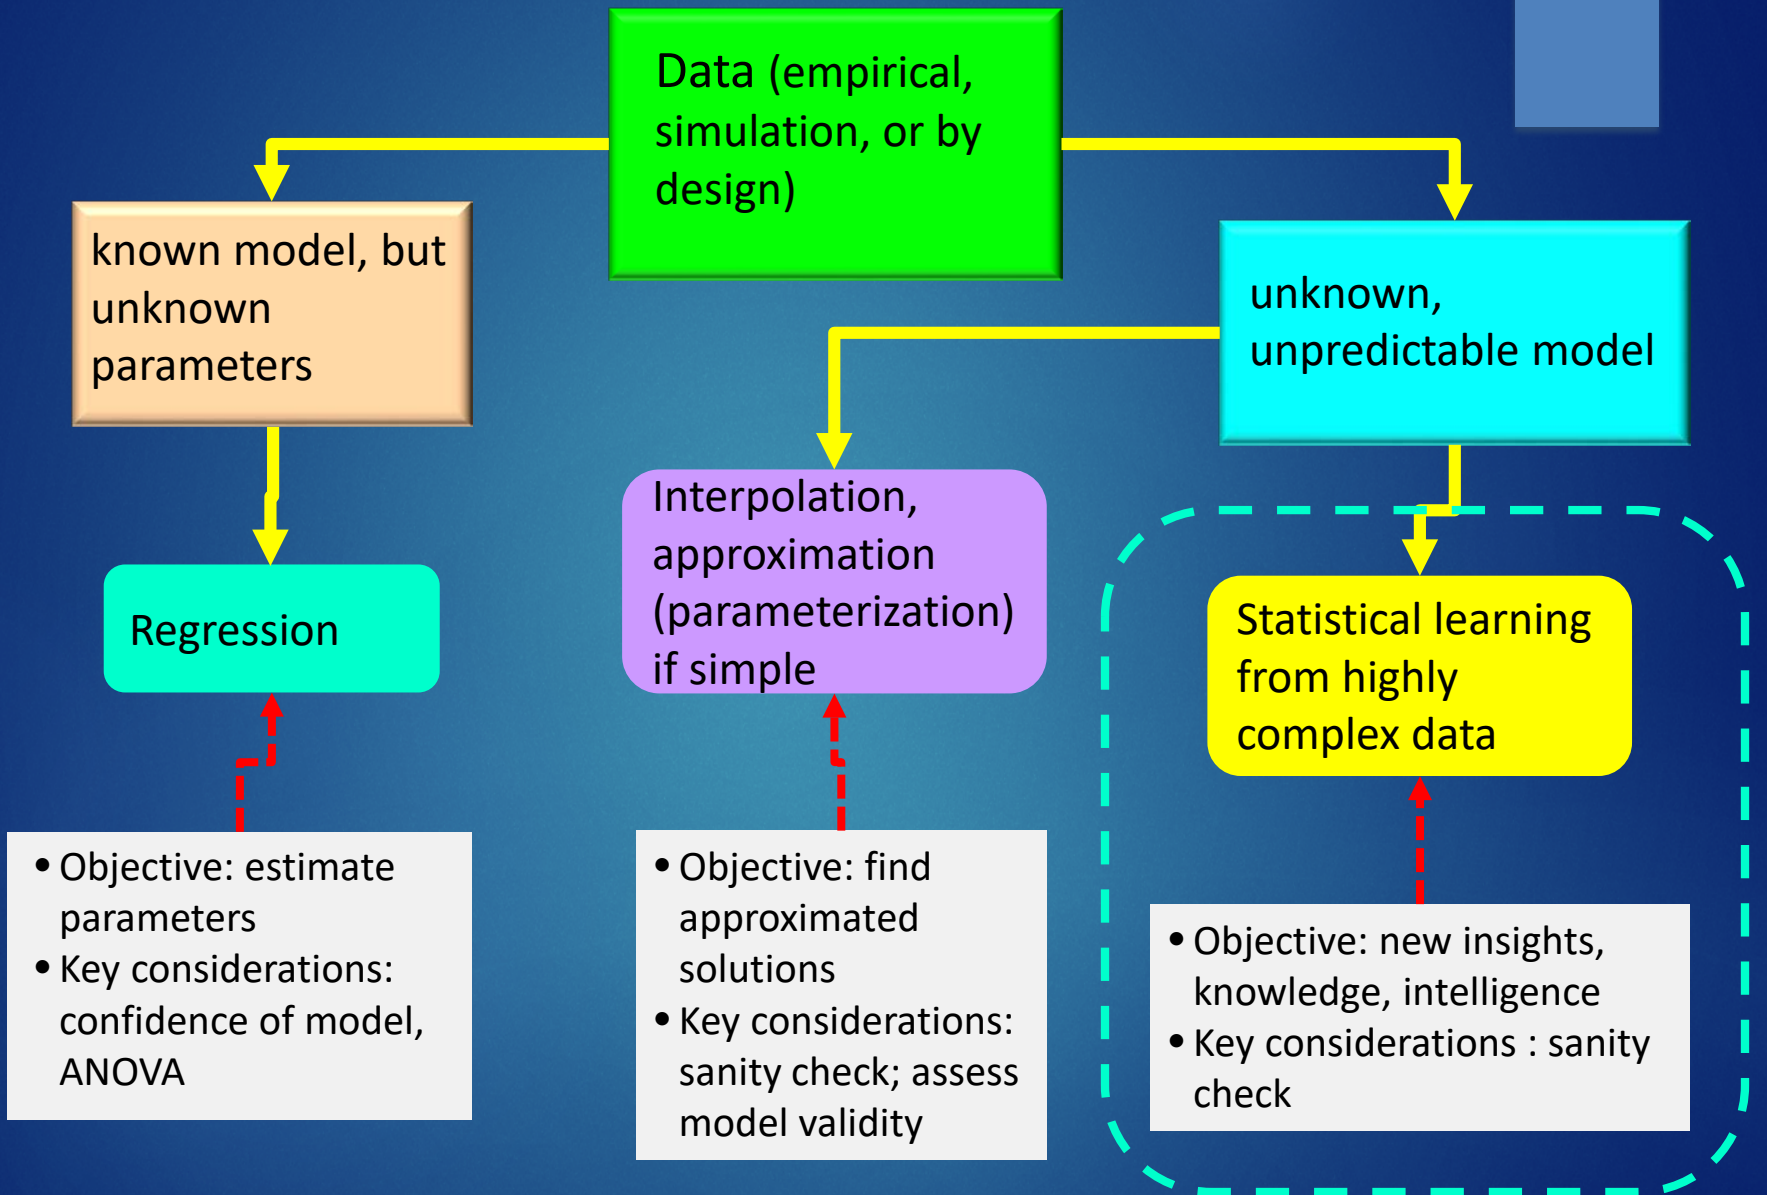 Data (empirical,
simulation, or by
design)
known model, but
unknown
parameters
unknown,
unpredictable model
Regression
Interpolation,
approximation
(parameterization)
if simple
Statistical learning
from highly
complex data
• Objective: estimate
parameters
• Key considerations:
confidence of model,
ANOVA
• Objective: find
approximated
solutions
• Key considerations:
sanity check; assess
model validity
• Objective: new insights,
knowledge, intelligence
• Key considerations : sanity
check